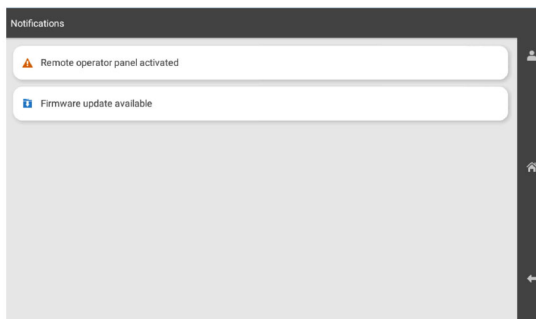 Notifications
Remote operator panel activated
Firmware update available